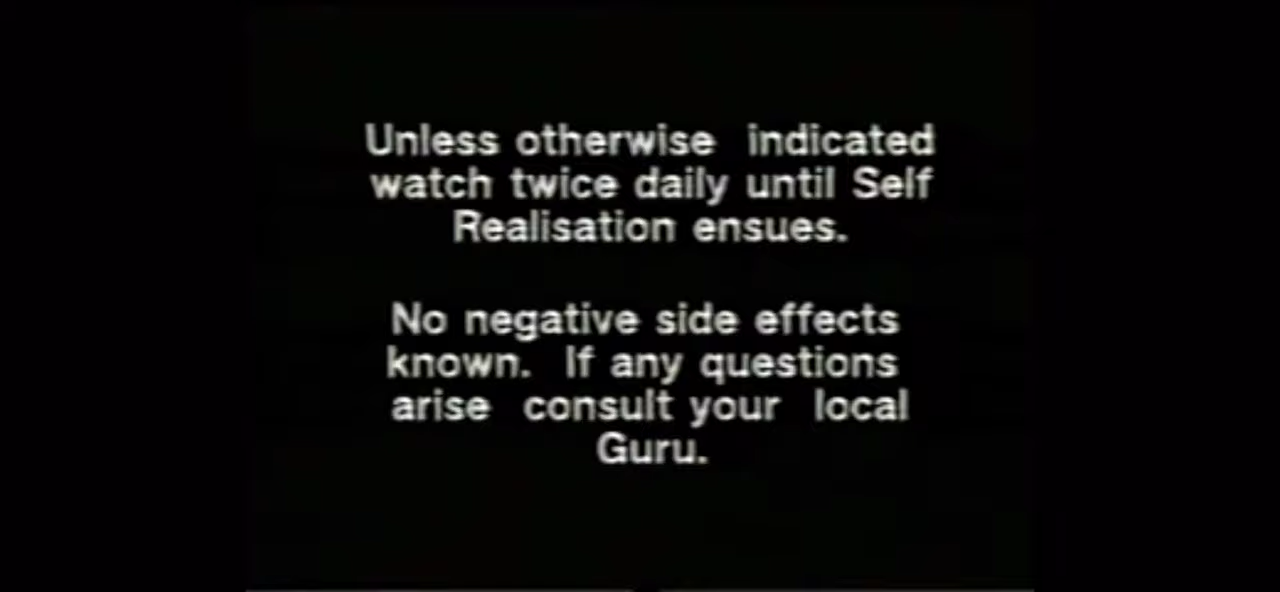 Unless otherwise indicated
watch twice daily until Self
Realisation ensues.
No negative side effects
known. If any questions
arise consult your local
Guru.